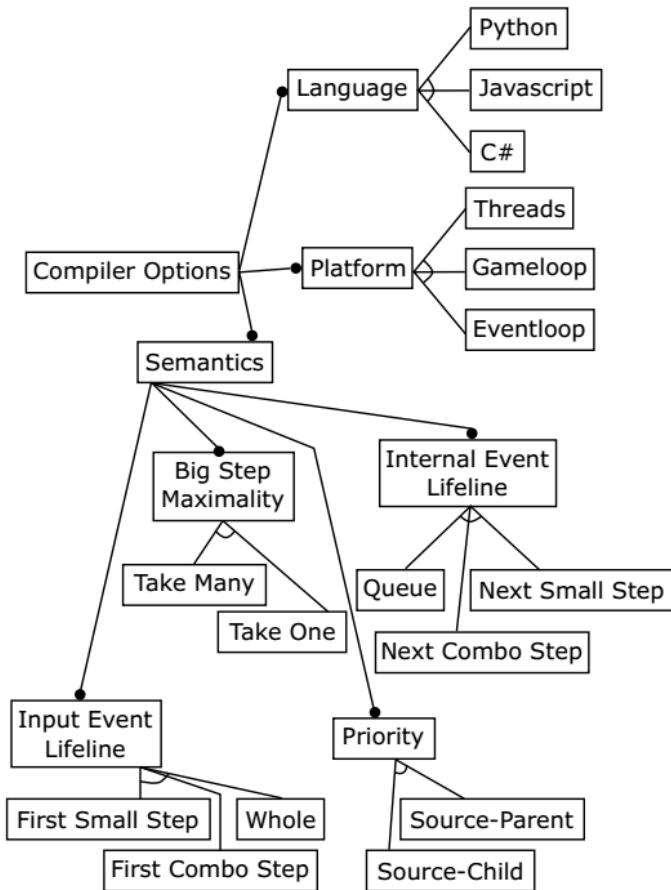 Python
Language
Javascript
C#
Threads
Compiler Options
Platform
Gameloop
Eventloop
Semantics
Big Step
Maximality
Internal Event
Lifeline
Take Many
Queue
Next Small Step
Take One
Next Combo Step
Input Event
Lifeline
Priority
First Small Step
Whole
Source-Parent
First Combo Step
Source-Child